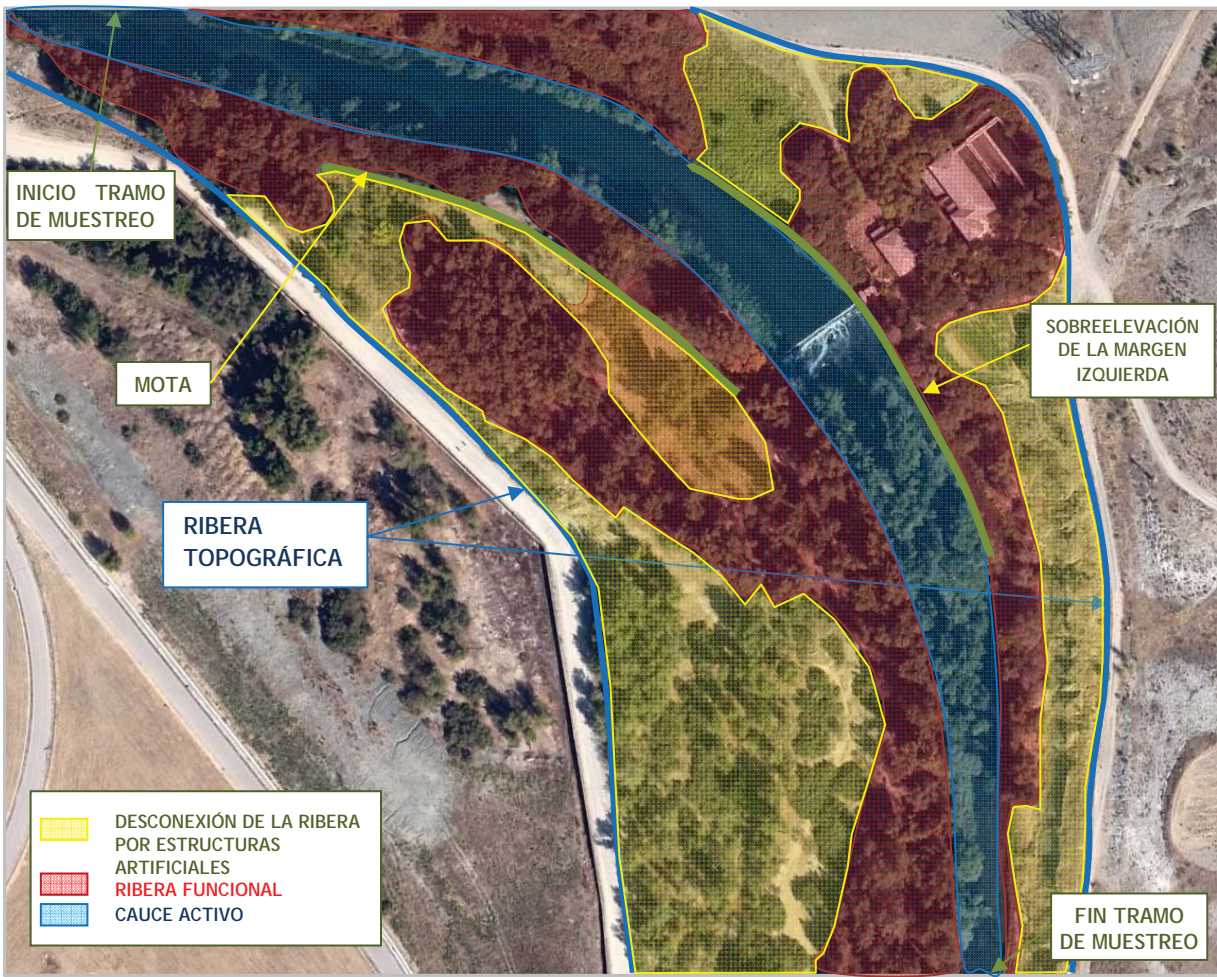 INICIO TRAMO
DE MUESTREO
MOTA
SOBREELEVACIÓN
DE LA MARGEN
IZQUIERDA
RIBERA
TOPOGRÁFICA
DESCONEXIÓN DE LA RIBERA
POR ESTRUCTURAS
ARTIFICIALES
RIBERA FUNCIONAL
CAUCE ACTIVO
FIN TRAMO
DE MUESTREO